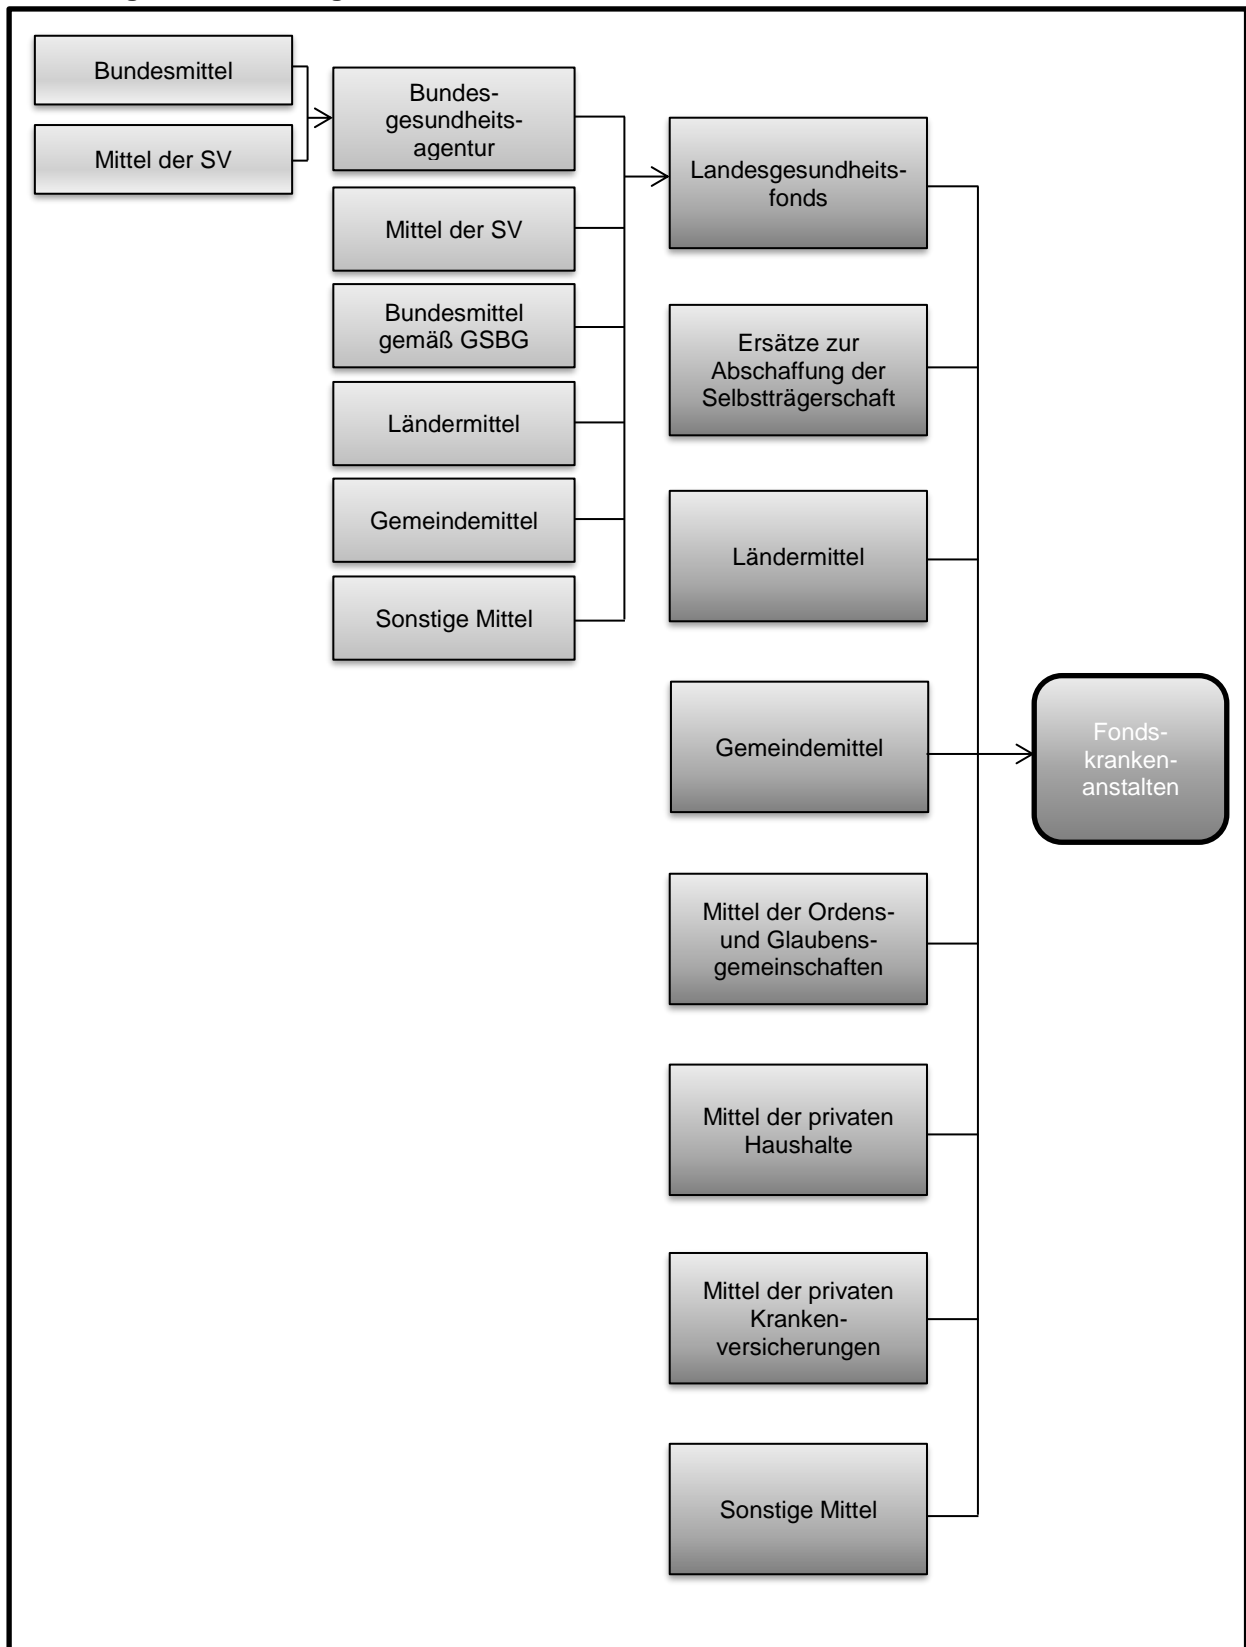 Bundesmittel
Mittel der SV
Bundes-
gesundheits-
agentur
Mittel der SV
Bundesmittel
gemäß GSBG
Ländermittel
Gemeindemittel
Sonstige Mittel
Landesgesundheits-
fonds
Ersätze zur
Abschaffung der
Selbstträgerschaft
Ländermittel
Gemeindemittel
Mittel der Ordens-
und Glaubens-
gemeinschaften
Mittel der privaten
Haushalte
Mittel der privaten
Kranken-
versicherungen
Sonstige Mittel
Fonds-
kranken-
anstalten